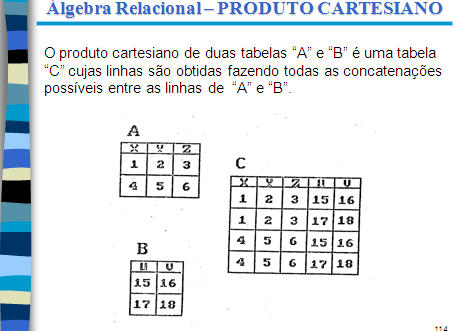 Álgebra Relacional – PRODUTO CARTESIANO
O produto cartesiano de duas tabelas “A” e “B” é uma tabela
“C” cujas linhas são obtidas fazendo todas as concatenações
possíveis entre as linhas de “A” e “B”.
A
X Y Z
1 2 3
4 5 6
C
X Y Z U V
1 2 3 15 16
1 2 3 17 18
4 5 6 15 16
4 5 6 17 18
B
U V
15 16
17 18
114